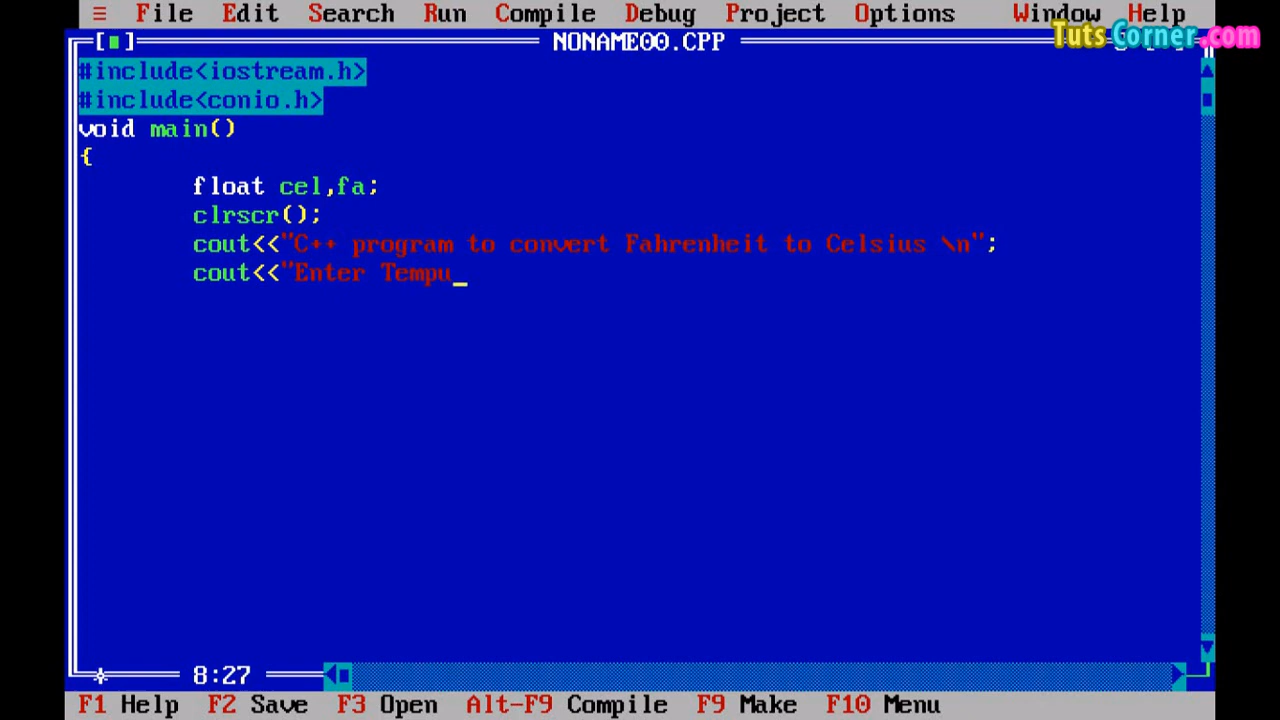 ≡ File Edit Search Run Compile Debug Project Options Window Help
TutsCorner.com
[■] NONAME00.CPP
#include<iostream.h>
#include<conio.h>
void main()
{
float cel,fa;
clrscr();
cout<<"C++ program to convert Fahrenheit to Celsius \n";
cout<<"Enter Tempu_
8:27
F1 Help F2 Save F3 Open Alt-F9 Compile F9 Make F10 Menu